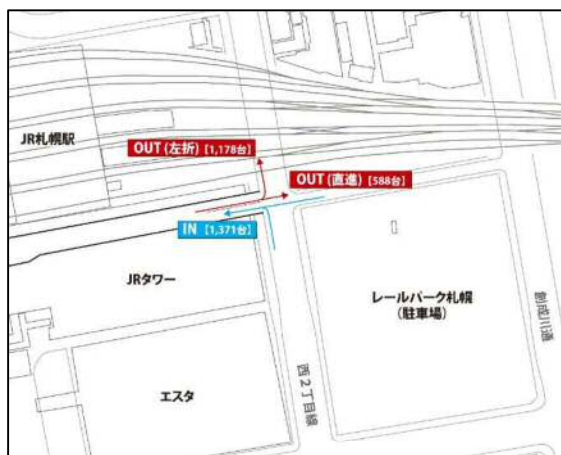 JR札幌駅
OUT(左折)【1,178台】
OUT(直進)【588台】
IN【1,371台】
JRタワー
レールパーク札幌
(駐車場)
創成川通
エスタ
西2丁目線